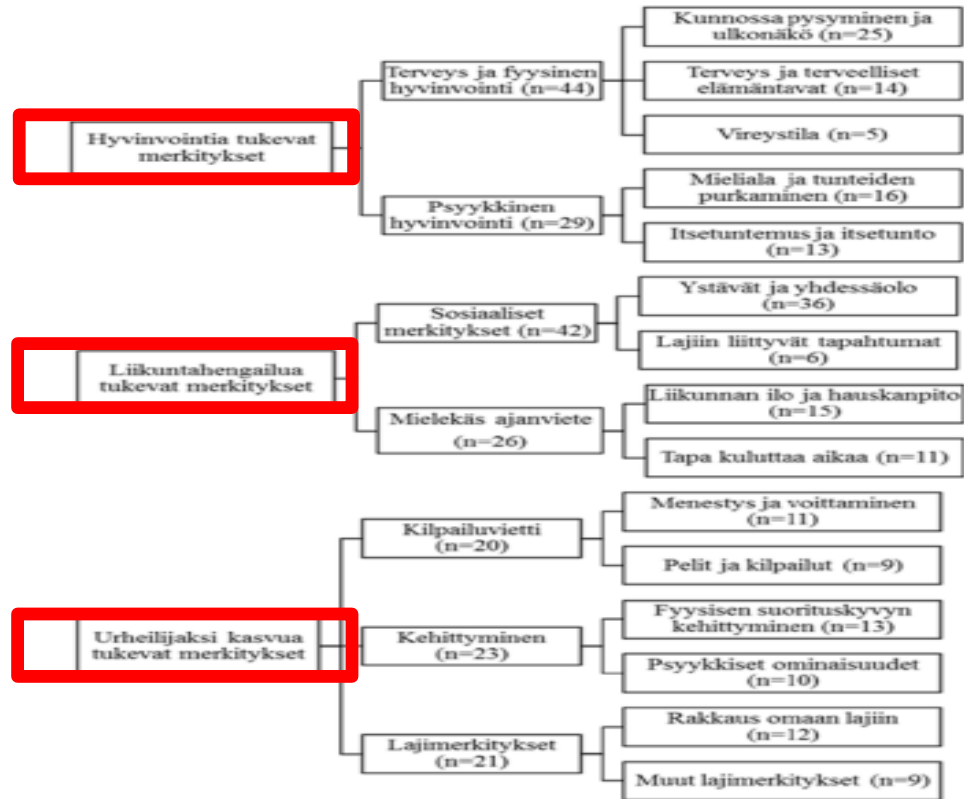 Kunnossa pysyminen ja
ulkonäkö (n=25)
Terveys ja fyysinen
hyvinvointi (n=44)
Terveys ja terveelliset
elämäntavat (n=14)
Hyvinvointia tukevat
merkitykset
Vireystila (n=5)
Mieliala ja tunteiden
purkaminen (n=16)
Psyykkinen
hyvinvointi (n=29)
Itsetuntemus ja itsetunto
(n=13)
Ystävät ja yhdessäolo
(n=36)
Sosiaaliset
merkitykset (n=42)
Lajiin liittyvät tapahtumat
(n=6)
Liikuntahengailua
tukevat merkitykset
Liikunnan ilo ja hauskanpito
(n=15)
Mielekäs ajanviete
(n=26)
Tapa kuluttaa aikaa (n=11)
Menestys ja voittaminen
(n=11)
Kilpailuvietti
(n=20)
Pelit ja kilpailut (n=9)
Fyysisen suorituskyvyn
kehittyminen (n=13)
Urheilijaksi kasvua
tukevat merkitykset
Kehittyminen
(n=23)
Psyykkiset ominaisuudet
(n=10)
Rakkaus omaan lajiin
(n=12)
Lajimerkitykset
(n=21)
Muut lajimerkitykset (n=9)